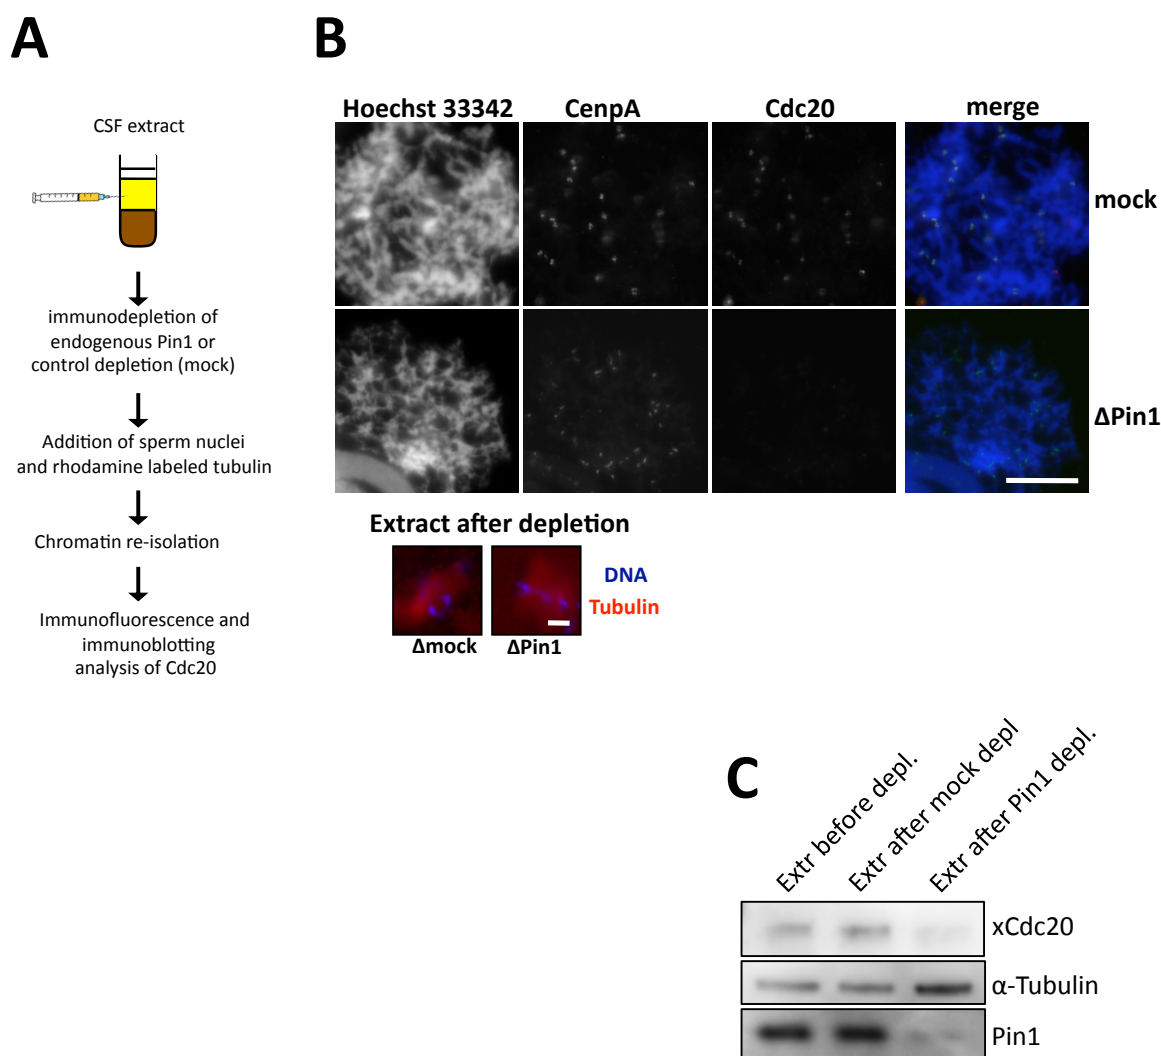 A
CSF extract
immunodepletion of
endogenous Pin1 or
control depletion (mock)
Addition of sperm nuclei
and rhodamine labeled tubulin
Chromatin re-isolation
Immunofluorescence and
immunoblotting
analysis of Cdc20
B
Hoechst 33342 CenpA Cdc20 merge
mock
ΔPin1
Extract after depletion
DNA
Tubulin
Δmock ΔPin1
C
Extr before depl.
Extr after mock depl
Extr after Pin1 depl.
xCdc20
α-Tubulin
Pin1